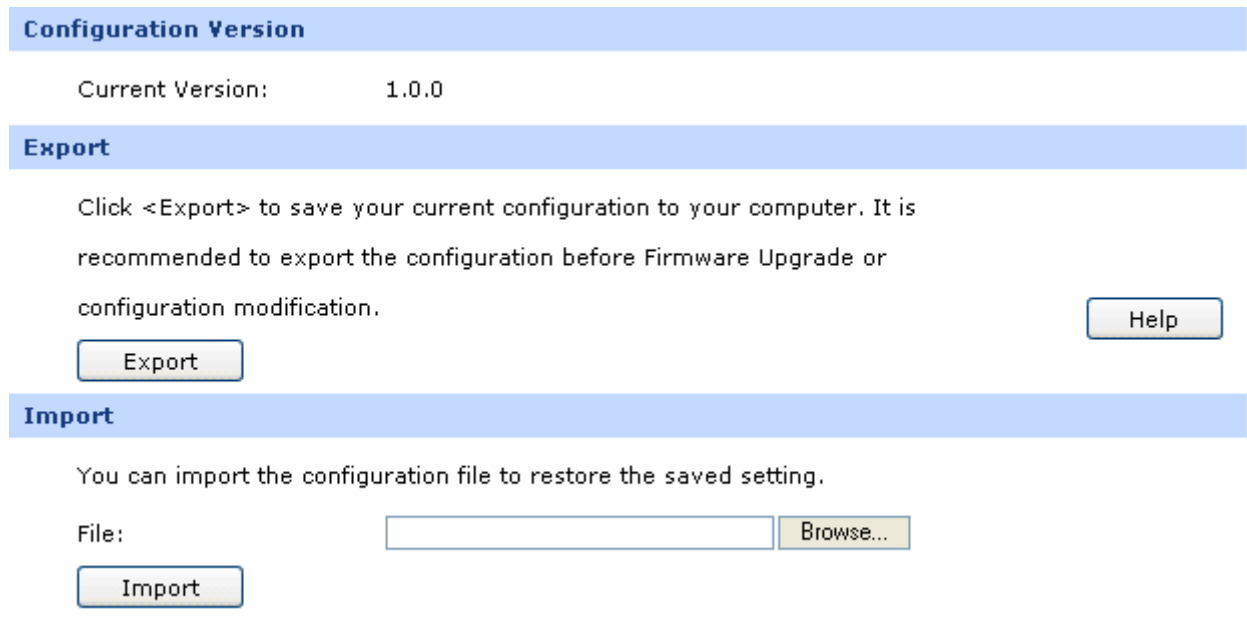 Configuration Version
Current Version: 1.0.0
Export
Click <Export> to save your current configuration to your computer. It is
recommended to export the configuration before Firmware Upgrade or
configuration modification.
Help
Export
Import
You can import the configuration file to restore the saved setting.
File: Browse...
Import